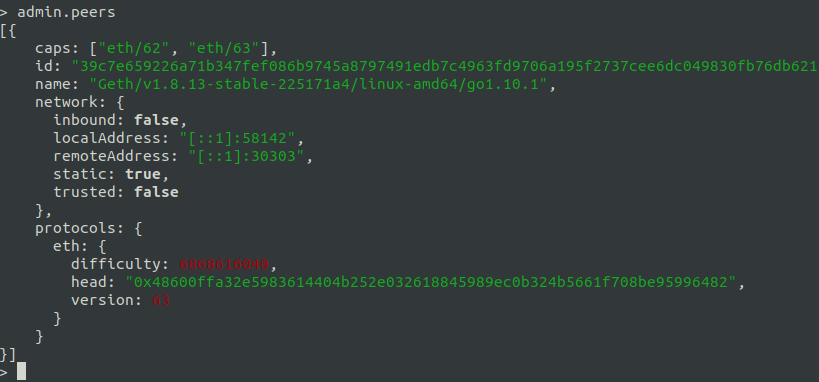 > admin.peers
[{
    caps: ["eth/62", "eth/63"],
    id: "39c7e659226a71b347fef086b9745a8797491edb7c4963fd9706a195f2737cee6dc049830fb76db621
    name: "Geth/v1.8.13-stable-225171a4/linux-amd64/go1.10.1",
    network: {
      inbound: false,
      localAddress: "[::1]:58142",
      remoteAddress: "[::1]:30303",
      static: true,
      trusted: false
    },
    protocols: {
      eth: {
        difficulty: 6868616048,
        head: "0x48600ffa32e5983614404b252e032618845989ec0b324b5661f708be95996482",
        version: 63
      }
    }
}]
>